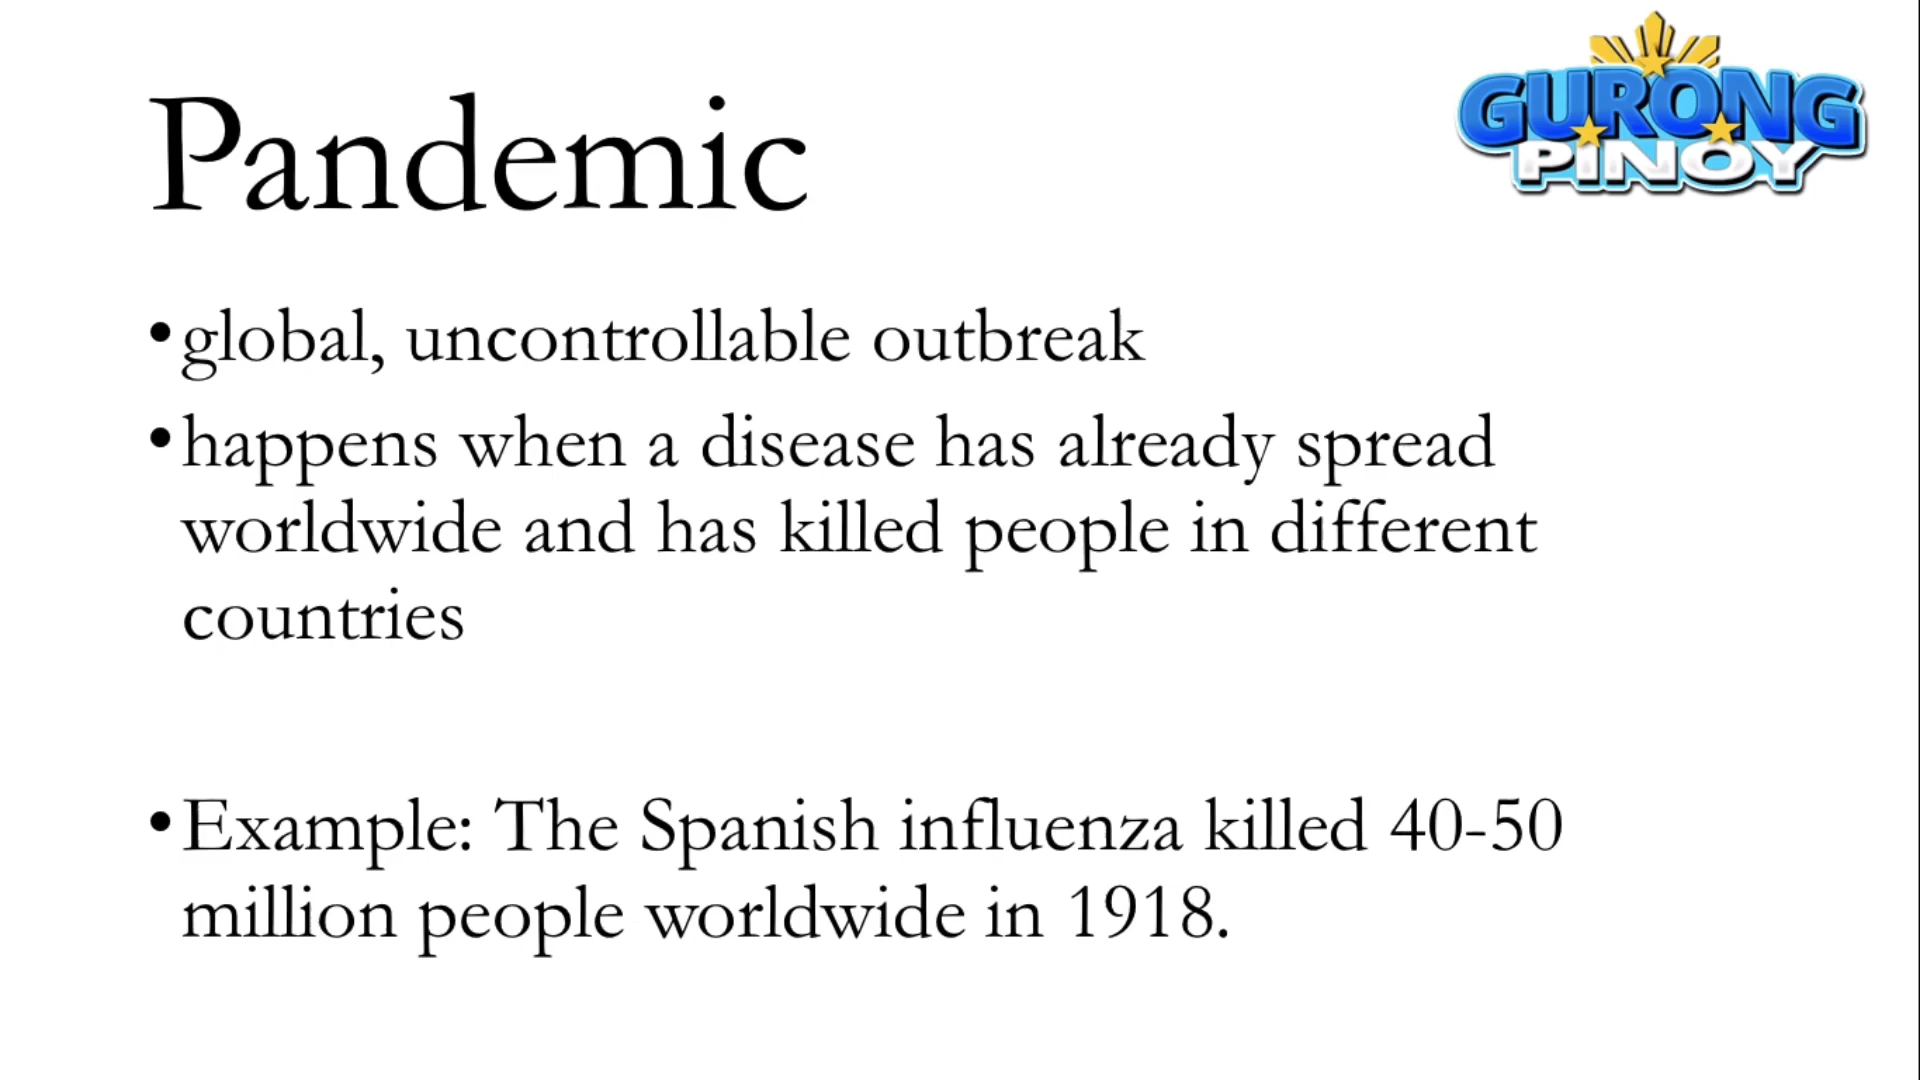 GURONG
PINOY
Pandemic
•global, uncontrollable outbreak
•happens when a disease has already spread
worldwide and has killed people in different
countries
•Example: The Spanish influenza killed 40-50
million people worldwide in 1918.